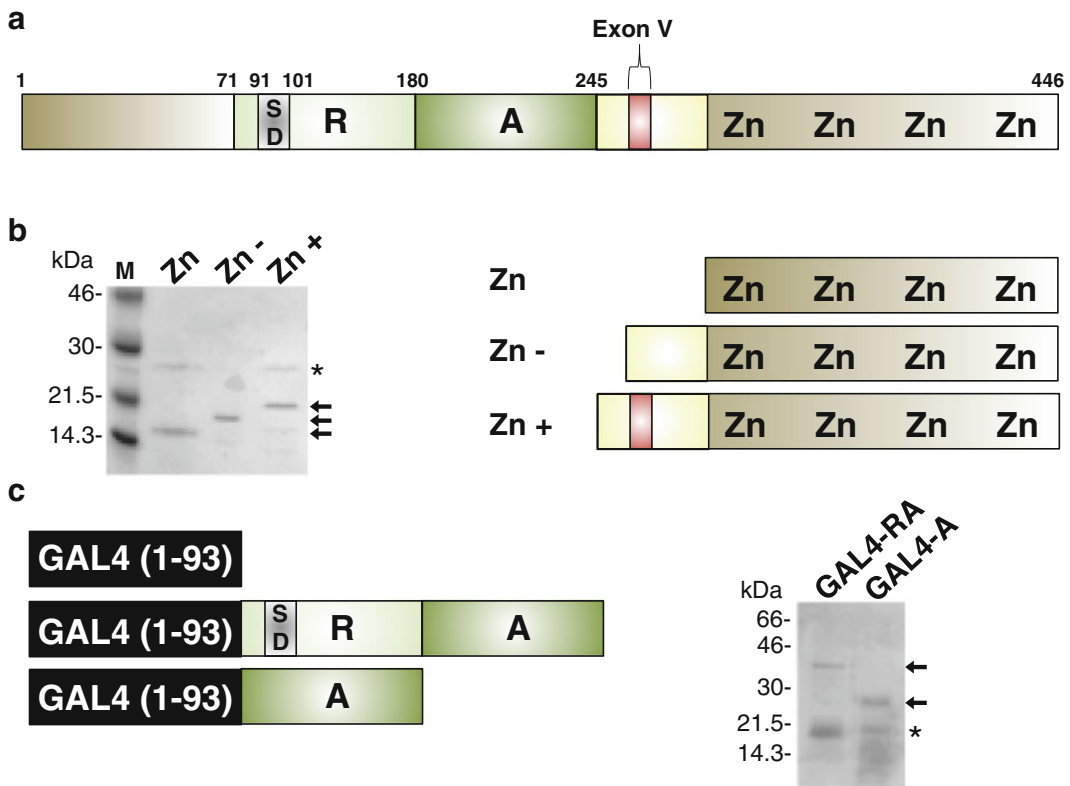 a
Exon V
1 71 91 101 180 245 446
S D R A Zn Zn Zn Zn
b
kDa M Zn Zn - Zn +
46-
30-
*
21.5-
14.3-
Zn Zn Zn Zn Zn
Zn - Zn Zn Zn Zn
Zn + Zn Zn Zn Zn
c
GAL4 (1-93)
GAL4 (1-93) S D R A
GAL4 (1-93) A
kDa GAL4-RA GAL4-A
66-
46-
30-
21.5-
*
14.3-